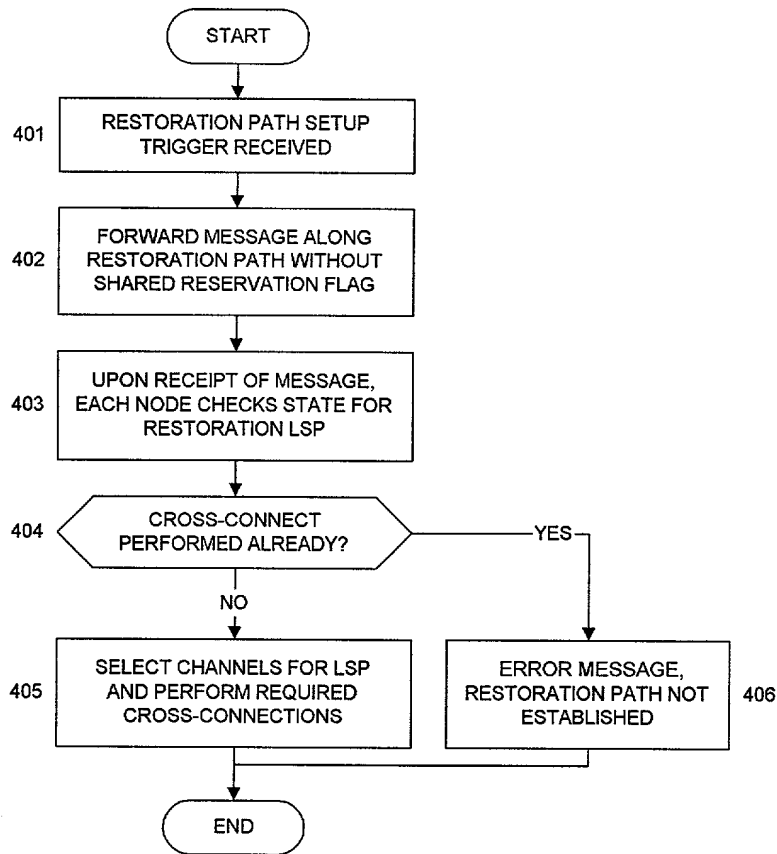 START
401
RESTORATION PATH SETUP
TRIGGER RECEIVED
402
FORWARD MESSAGE ALONG
RESTORATION PATH WITHOUT
SHARED RESERVATION FLAG
403
UPON RECEIPT OF MESSAGE,
EACH NODE CHECKS STATE FOR
RESTORATION LSP
404
CROSS-CONNECT
PERFORMED ALREADY?
YES
NO
405
SELECT CHANNELS FOR LSP
AND PERFORM REQUIRED
CROSS-CONNECTIONS
ERROR MESSAGE,
RESTORATION PATH NOT
ESTABLISHED
406
END